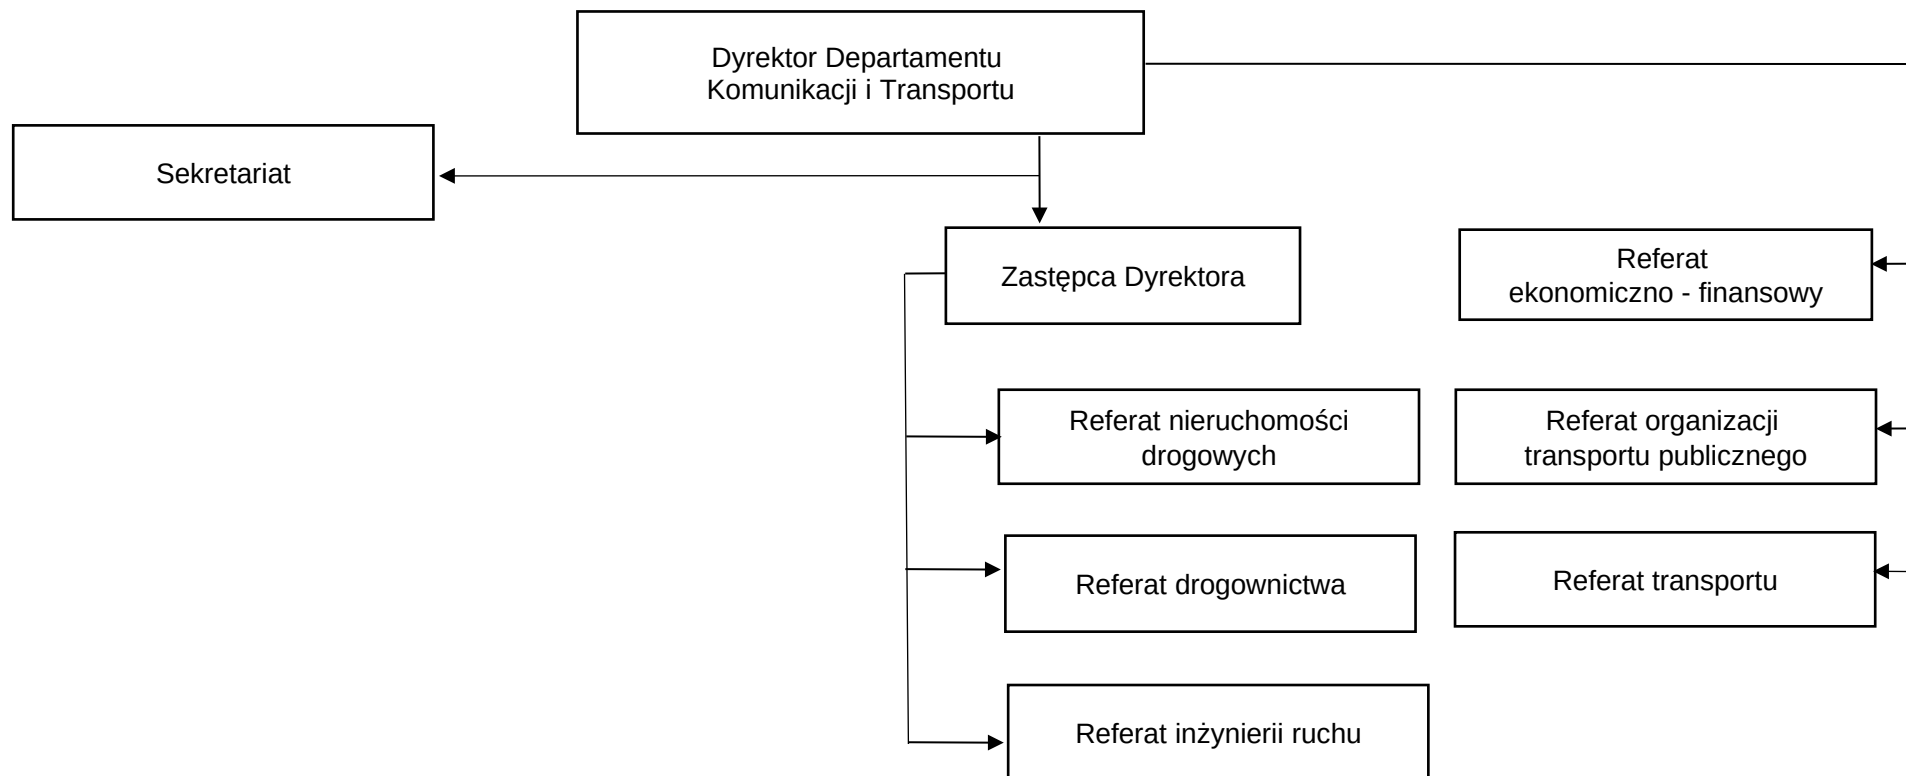 Dyrektor Departamentu
Komunikacji i Transportu
Sekretariat
Zastępca Dyrektora
Referat
ekonomiczno - finansowy
Referat nieruchomości
drogowych
Referat organizacji
transportu publicznego
Referat drogownictwa
Referat transportu
Referat inżynierii ruchu